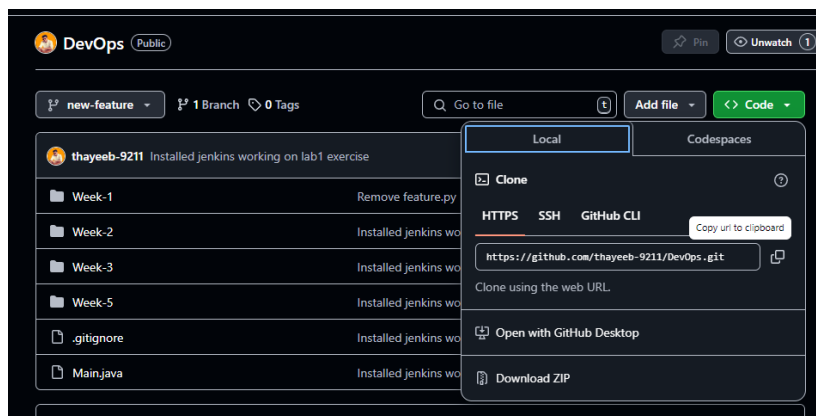 DevOps Public Pin Unwatch 1
new-feature 1 Branch 0 Tags Go to file t Add file <> Code
Local Codespaces
thayeeb-9211 Installed jenkins working on lab1 exercise
Clone
Week-1 Remove feature.py
HTTPS SSH GitHub CLI
Copy url to clipboard
Week-2 Installed jenkins wo
https://github.com/thayeeb-9211/DevOps.git
Week-3 Installed jenkins wo
Clone using the web URL.
Week-5 Installed jenkins wo
Open with GitHub Desktop
.gitignore Installed jenkins wo
Main.java Installed jenkins wo
Download ZIP